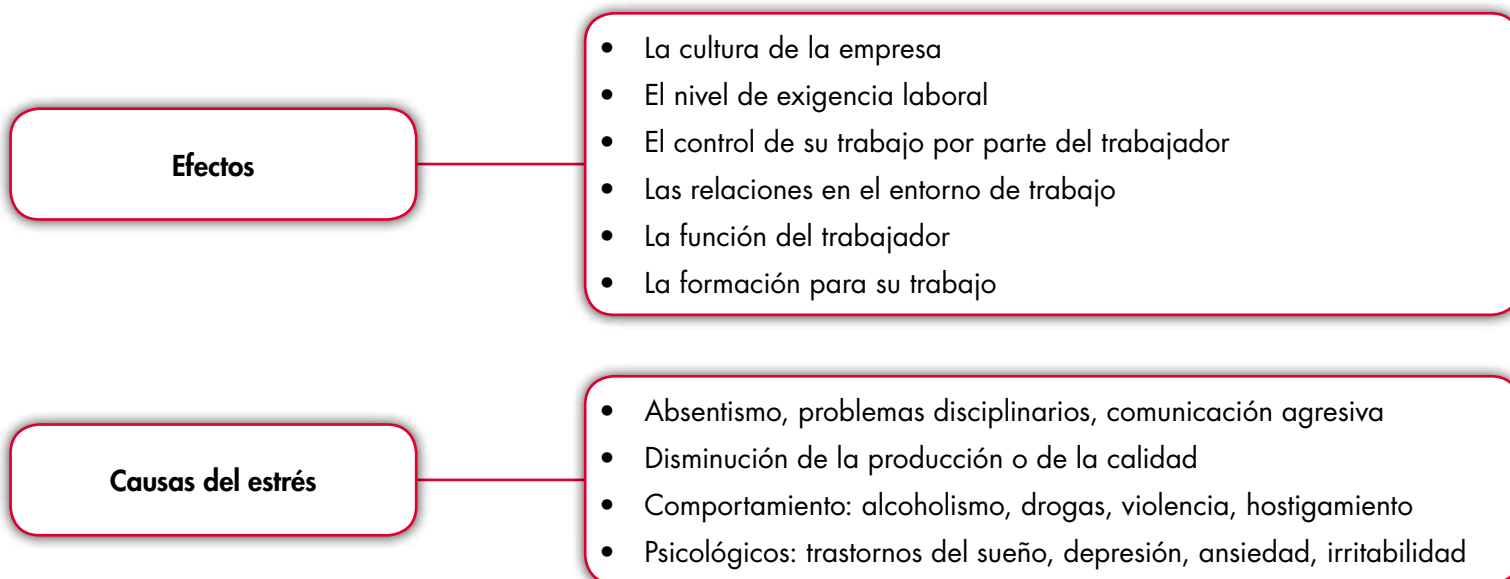 Efectos
• La cultura de la empresa
• El nivel de exigencia laboral
• El control de su trabajo por parte del trabajador
• Las relaciones en el entorno de trabajo
• La función del trabajador
• La formación para su trabajo
Causas del estrés
• Absentismo, problemas disciplinarios, comunicación agresiva
• Disminución de la producción o de la calidad
• Comportamiento: alcoholismo, drogas, violencia, hostigamiento
• Psicológicos: trastornos del sueño, depresión, ansiedad, irritabilidad